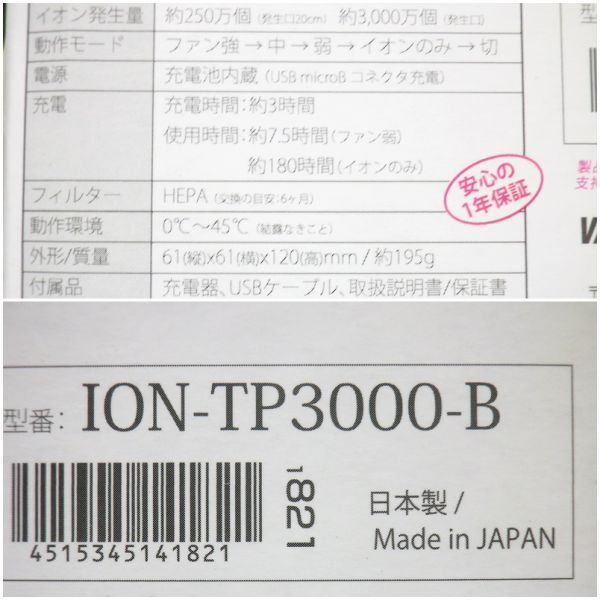 イオン発生量 約250万個（発生口20cm） 約3,000万個（発生口）
動作モード ファン強→中→弱→イオンのみ→切
電源 充電池内蔵（USB microB コネクタ充電）
充電 充電時間：約3時間
使用時間：約7.5時間（ファン弱）
約180時間（イオンのみ）
フィルター HEPA（交換の目安：6ヶ月）
動作環境 0℃～45℃（結露なきこと）
外形/質量 61(縦)x61(横)x120(高)mm / 約195g
付属品 充電器、USBケーブル、取扱説明書/保証書
安心の
1年保証
型
製品
支持
型番： ION-TP3000-B
4515345141821
1821
日本製 /
Made in JAPAN